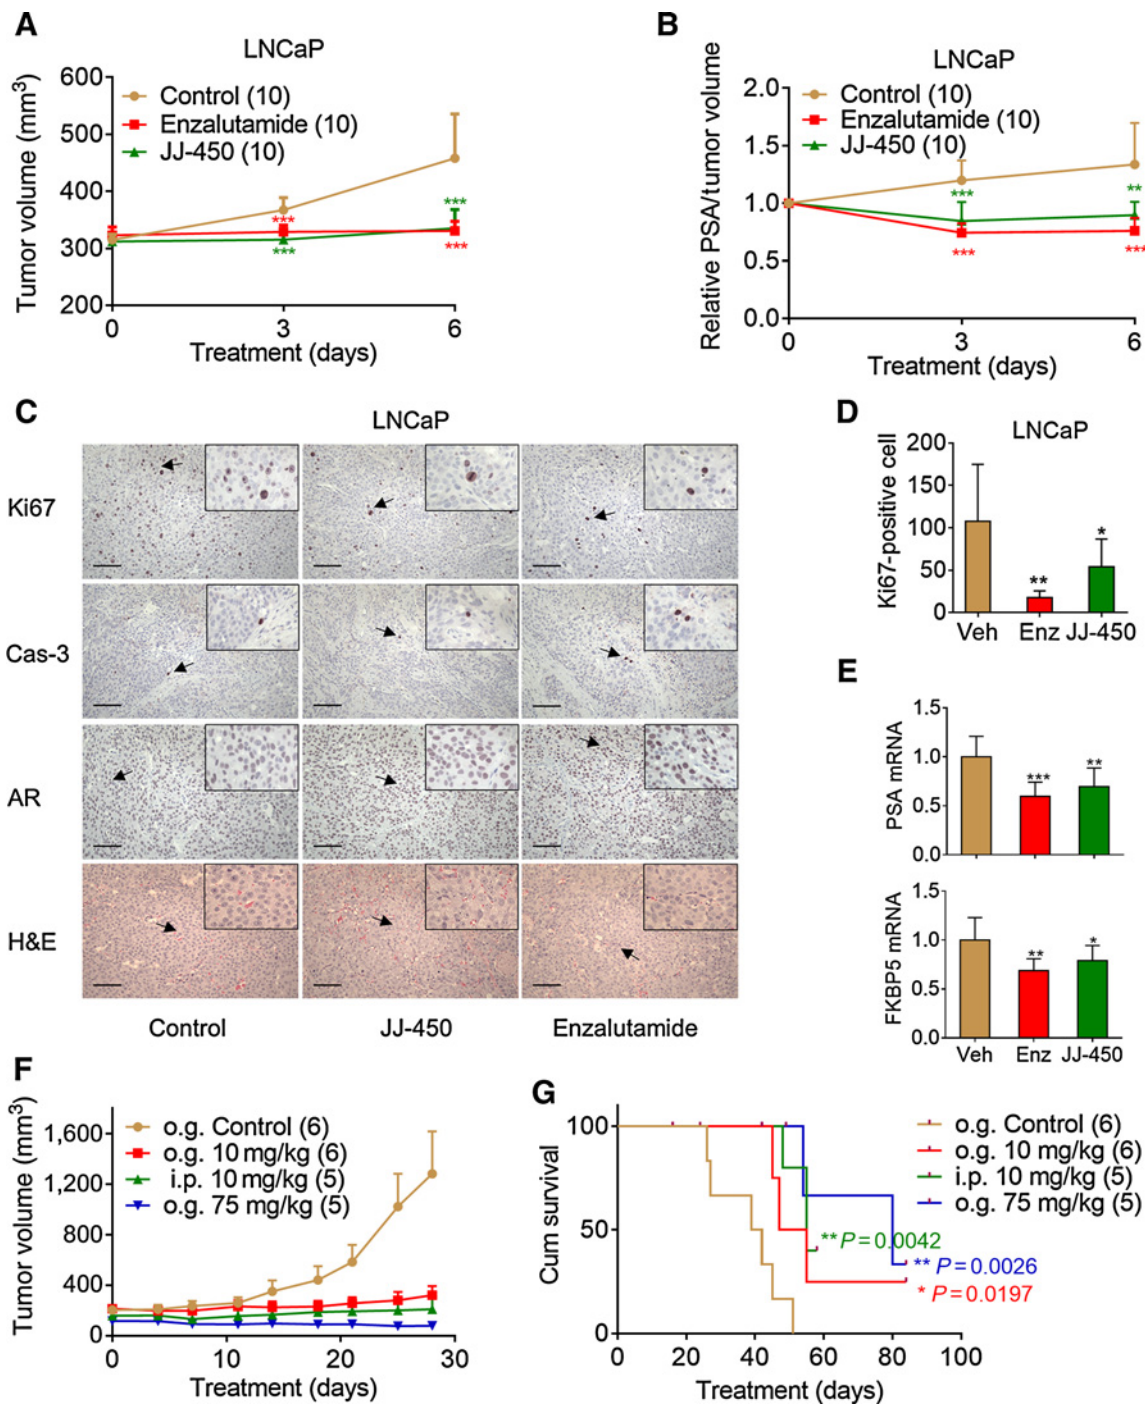 A
LNCaP
Tumor volume (mm³)
600
500
400
300
200
Control (10)
Enzalutamide (10)
JJ-450 (10)
***
***
***
***
0
3
6
Treatment (days)
B
LNCaP
Relative PSA/tumor volume
2.0
1.5
1.0
0.5
0.0
Control (10)
Enzalutamide (10)
JJ-450 (10)
***
**
***
***
0
3
6
Treatment (days)
C
LNCaP
Ki67
Cas-3
AR
H&E
Control
JJ-450
Enzalutamide
D
LNCaP
Ki67-positive cell
200
150
100
50
0
**
*
Veh
Enz
JJ-450
E
PSA mRNA
1.5
1.0
0.5
0.0
***
**
FKBP5 mRNA
1.5
1.0
0.5
0.0
**
*
Veh
Enz
JJ-450
F
Tumor volume (mm³)
1,600
1,200
800
400
0
o.g. Control (6)
o.g. 10 mg/kg (6)
i.p. 10 mg/kg (5)
o.g. 75 mg/kg (5)
0
10
20
30
Treatment (days)
G
Cum survival
100
50
0
o.g. Control (6)
o.g. 10 mg/kg (6)
i.p. 10 mg/kg (5)
o.g. 75 mg/kg (5)
** P = 0.0042
** P = 0.0026
* P = 0.0197
0
20
40
60
80
100
Treatment (days)